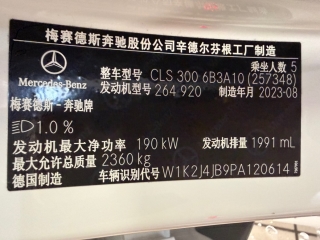 梅赛德斯奔驰股份公司辛德尔芬根工厂制造
乘坐人数 5
Mercedes-Benz
整车型号 CLS 300 6B3A10 (257348)
发动机型号 264 920 制造年月 2023-08
梅赛德斯-奔驰牌
1.0 %
发动机最大净功率 190 kW 发动机排量 1991 mL
最大允许总质量 2360 kg
德国制造 车辆识别代号 W1K2J4JB9PA120614